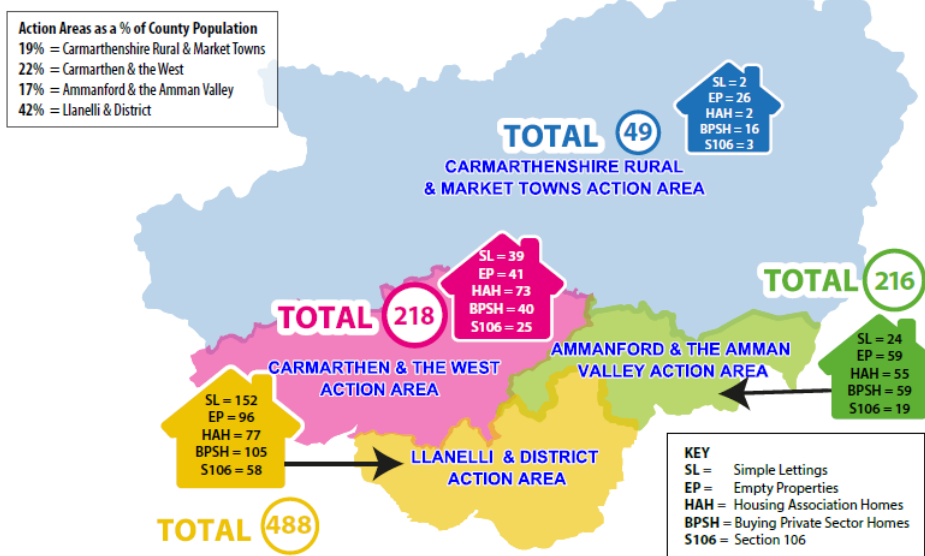 Action Areas as a % of County Population
19% = Carmarthenshire Rural & Market Towns
22% = Carmarthen & the West
17% = Ammanford & the Amman Valley
42% = Llanelli & District
SL = 2
EP = 26
HAH = 2
BPSH = 16
S106 = 3
TOTAL 49
CARMARTHENSHIRE RURAL
& MARKET TOWNS ACTION AREA
SL = 39
EP = 41
HAH = 73
BPSH = 40
S106 = 25
TOTAL 218
CARMARTHEN & THE WEST
ACTION AREA
TOTAL 216
SL = 24
EP = 59
HAH = 55
BPSH = 59
S106 = 19
AMMANFORD & THE AMMAN
VALLEY ACTION AREA
SL = 152
EP = 96
HAH = 77
BPSH = 105
S106 = 58
LLANELLI & DISTRICT
ACTION AREA
TOTAL 488
KEY
SL = Simple Lettings
EP = Empty Properties
HAH = Housing Association Homes
BPSH = Buying Private Sector Homes
S106 = Section 106